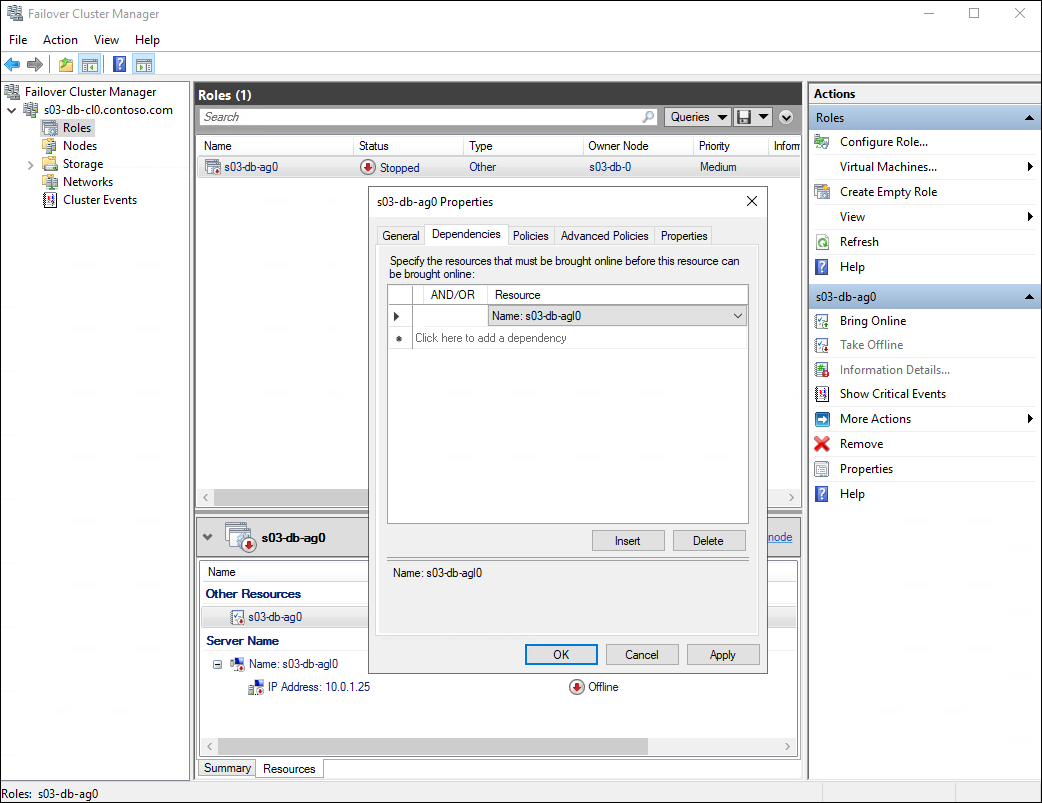 Failover Cluster Manager
File Action View Help
Failover Cluster Manager
s03-db-cl0.contoso.com
Roles
Nodes
Storage
Networks
Cluster Events
Roles (1)
Search
Queries
Name Status Type Owner Node Priority Inform
s03-db-ag0 Stopped Other s03-db-0 Medium
s03-db-ag0 Properties
General Dependencies Policies Advanced Policies Properties
Specify the resources that must be brought online before this resource can
be brought online:
AND/OR Resource
Name: s03-db-agl0
Click here to add a dependency
Insert Delete
Name: s03-db-agl0
OK Cancel Apply
s03-db-ag0
node
Name
Other Resources
s03-db-ag0
Server Name
Name: s03-db-agl0
IP Address: 10.0.1.25 Offline
Summary Resources
Actions
Roles
Configure Role...
Virtual Machines...
Create Empty Role
View
Refresh
Help
s03-db-ag0
Bring Online
Take Offline
Information Details...
Show Critical Events
More Actions
Remove
Properties
Help
Roles: s03-db-ag0